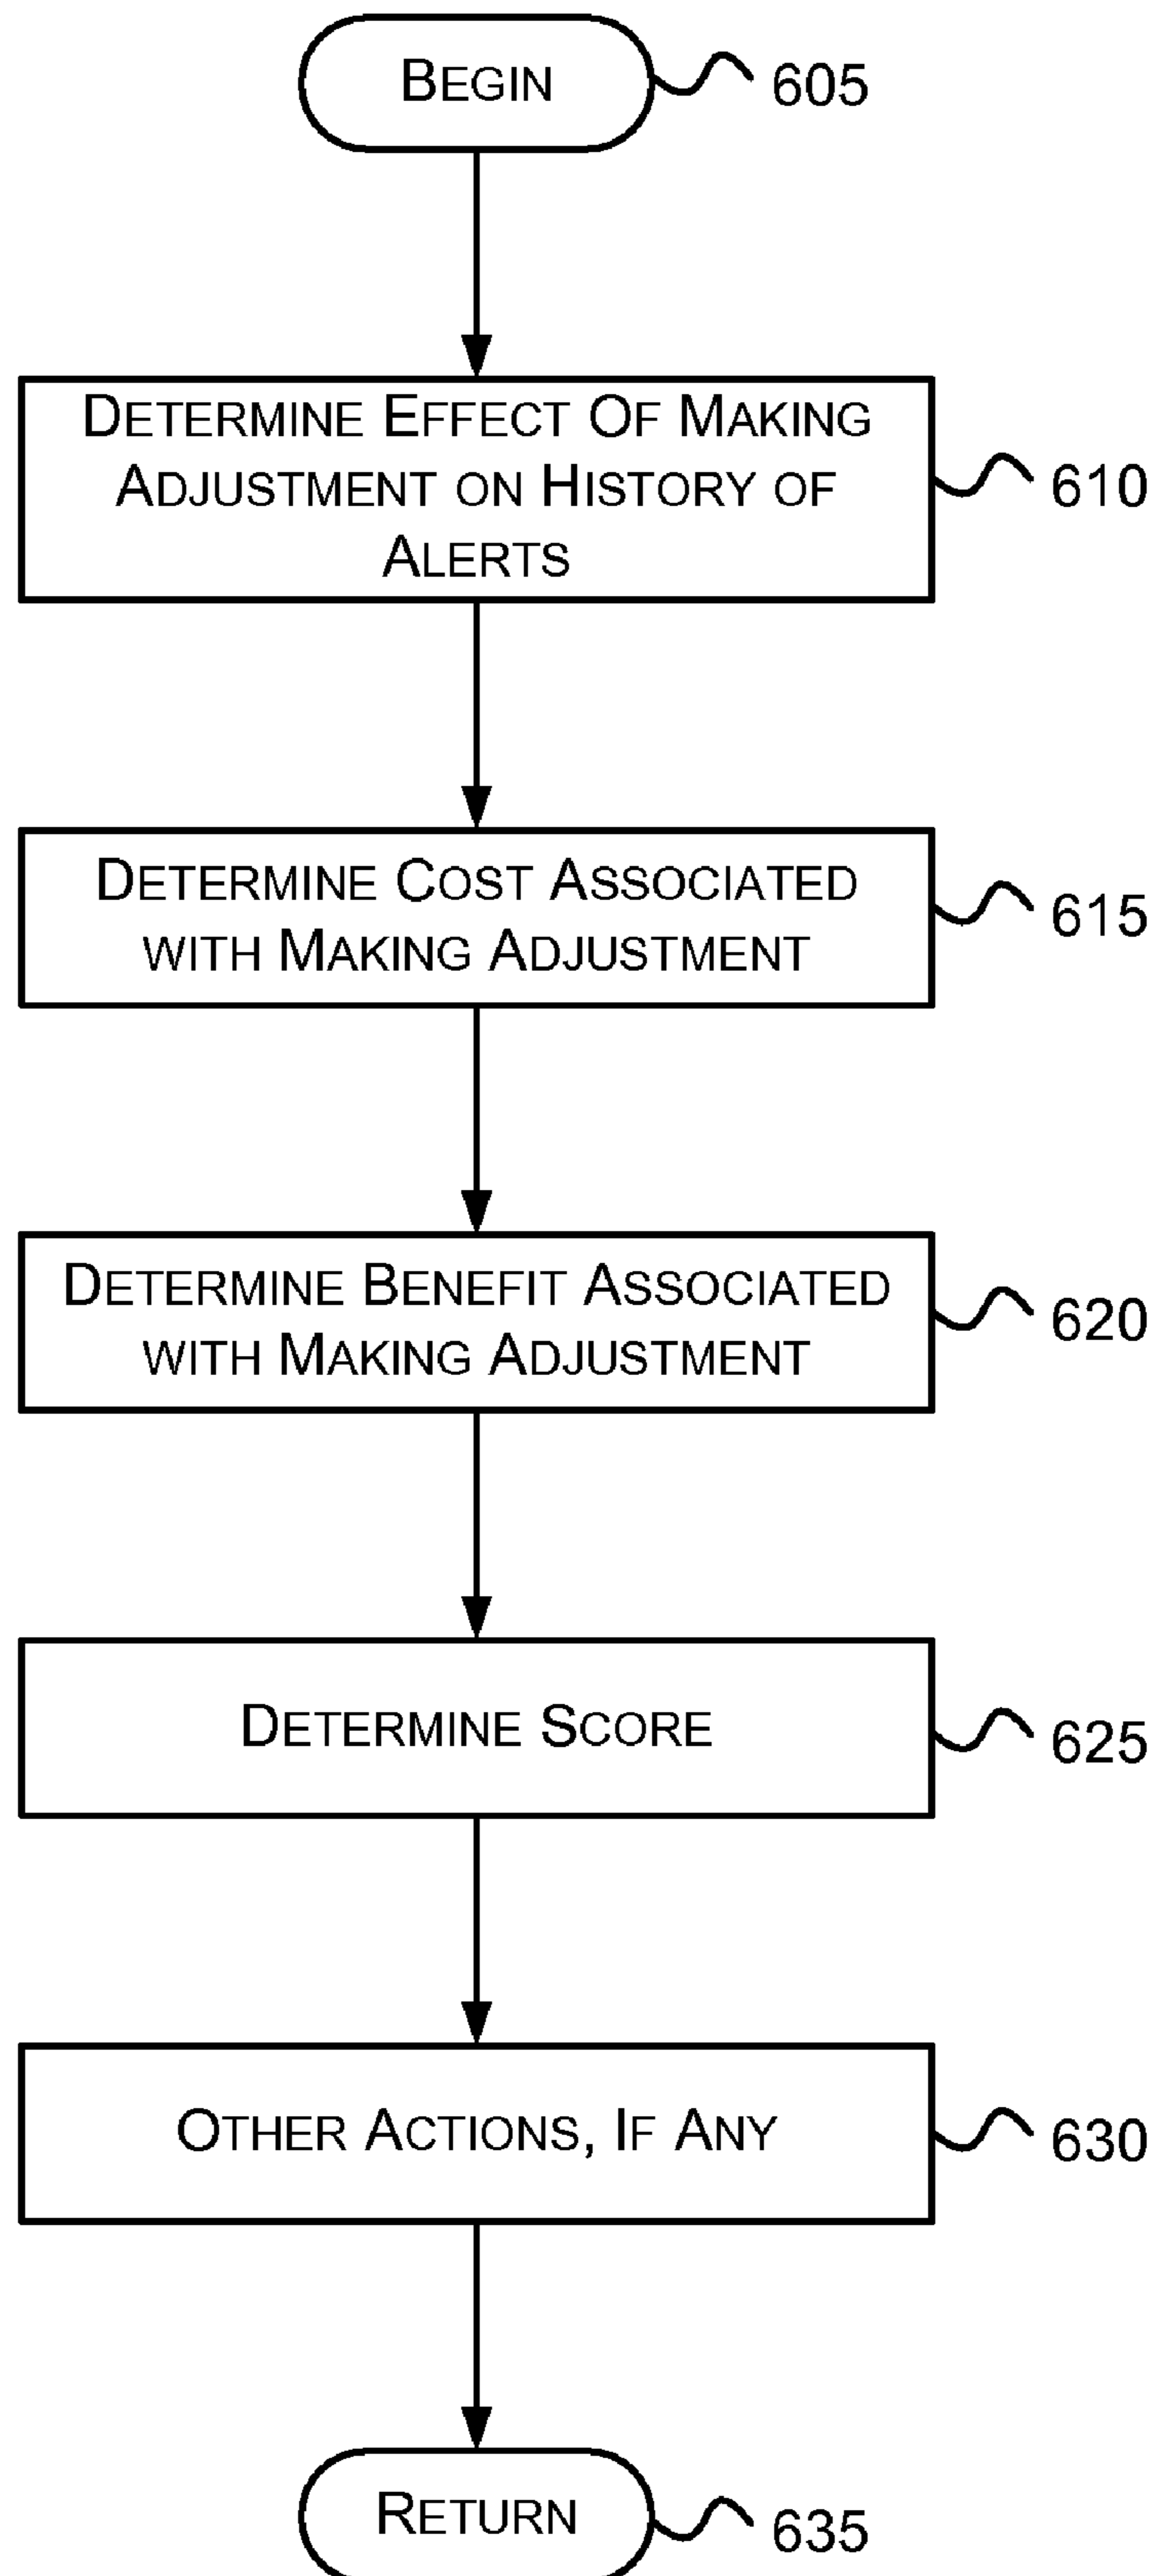 BEGIN
605
DETERMINE EFFECT OF MAKING
ADJUSTMENT ON HISTORY OF
ALERTS
610
DETERMINE COST ASSOCIATED
WITH MAKING ADJUSTMENT
615
DETERMINE BENEFIT ASSOCIATED
WITH MAKING ADJUSTMENT
620
DETERMINE SCORE
625
OTHER ACTIONS, IF ANY
630
RETURN
635